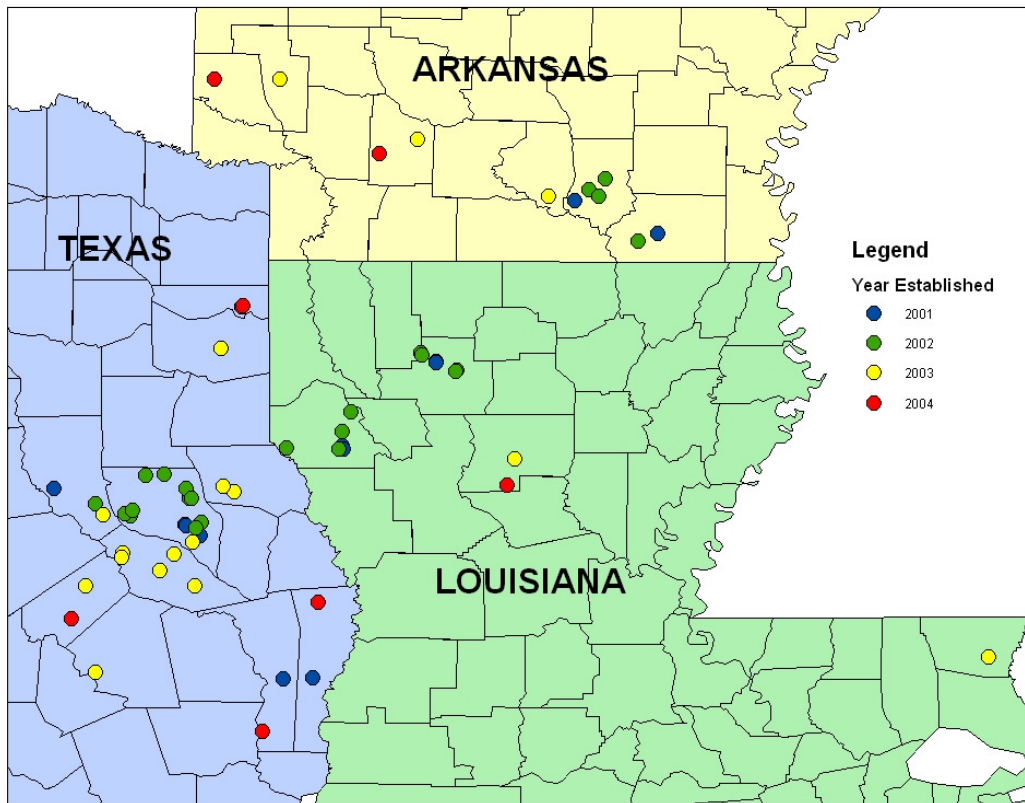 ARKANSAS
TEXAS
Legend
Year Established
2001
2002
2003
2004
LOUISIANA